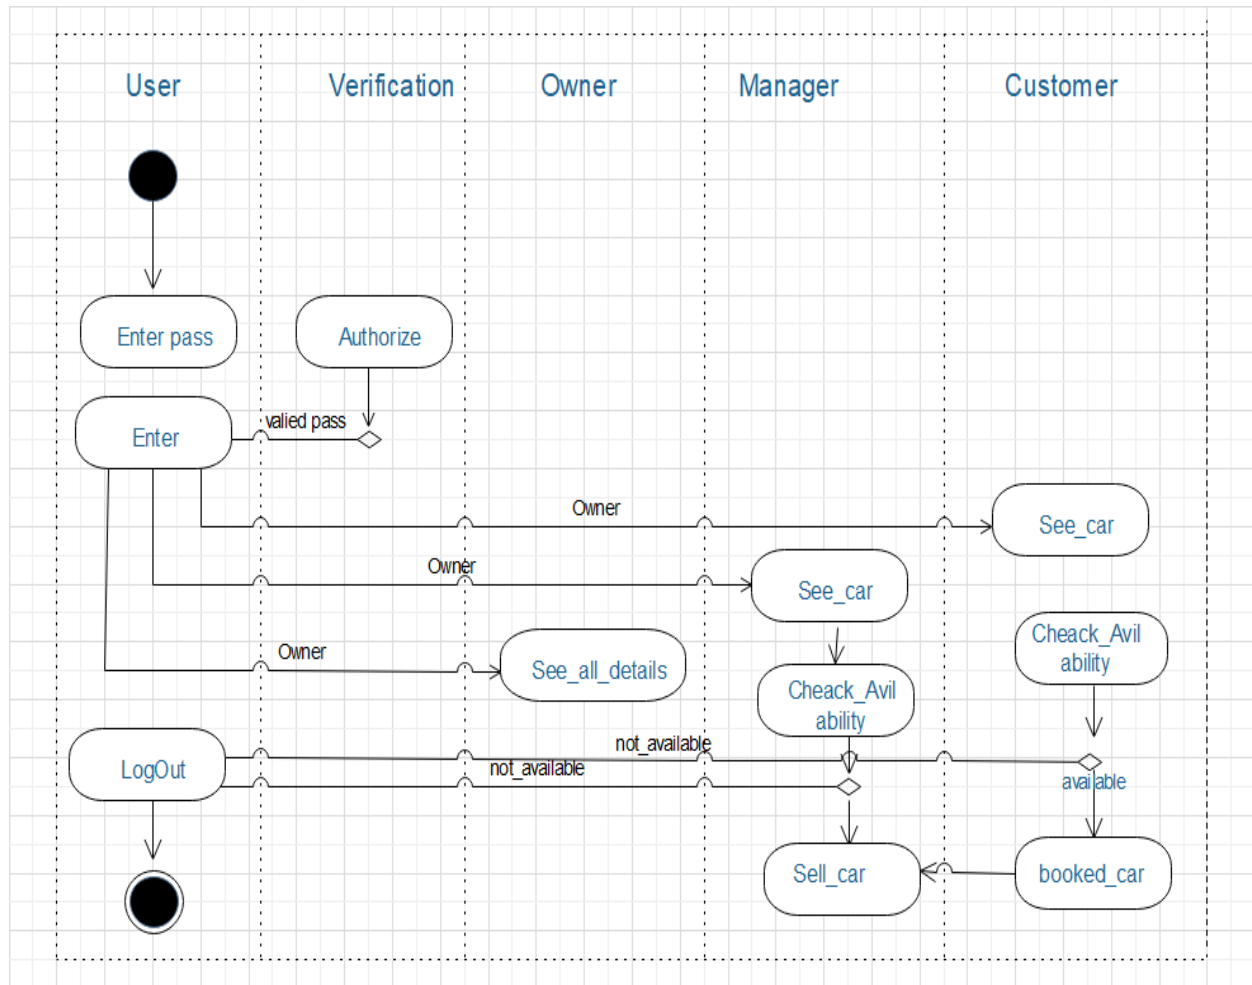 User
Verification
Owner
Manager
Customer
Enter pass
Authorize
valied pass
Enter
Owner
See_car
Owner
See_car
Owner
See_all_details
Cheack_Avil
ability
Cheack_Avil
ability
not_available
LogOut
not_available
available
Sell_car
booked_car